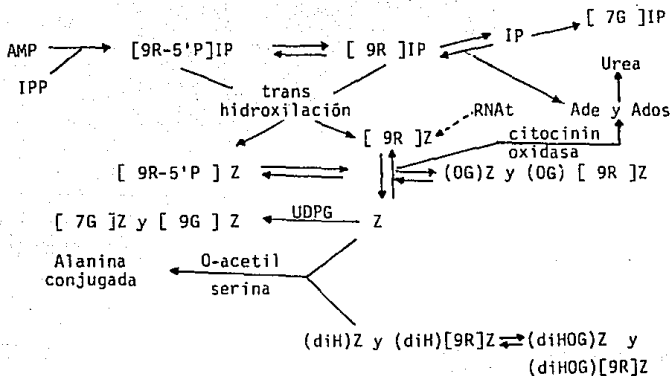 [ 7G ]IP
AMP [9R-5'P]IP [ 9R ]IP IP
IPP
Urea
trans
hidroxilación
RNAt
Ade y Ados
[ 9R ]Z
citocinin
oxidasa
[ 9R-5'P ] Z
(OG)Z y (OG) [ 9R ]Z
[ 7G ]Z y [ 9G ] Z
UDPG
Z
Alanina
conjugada
O-acetil
serina
(diH)Z y (diH)[9R]Z
(diHOG)Z y
(diHOG)[9R]Z